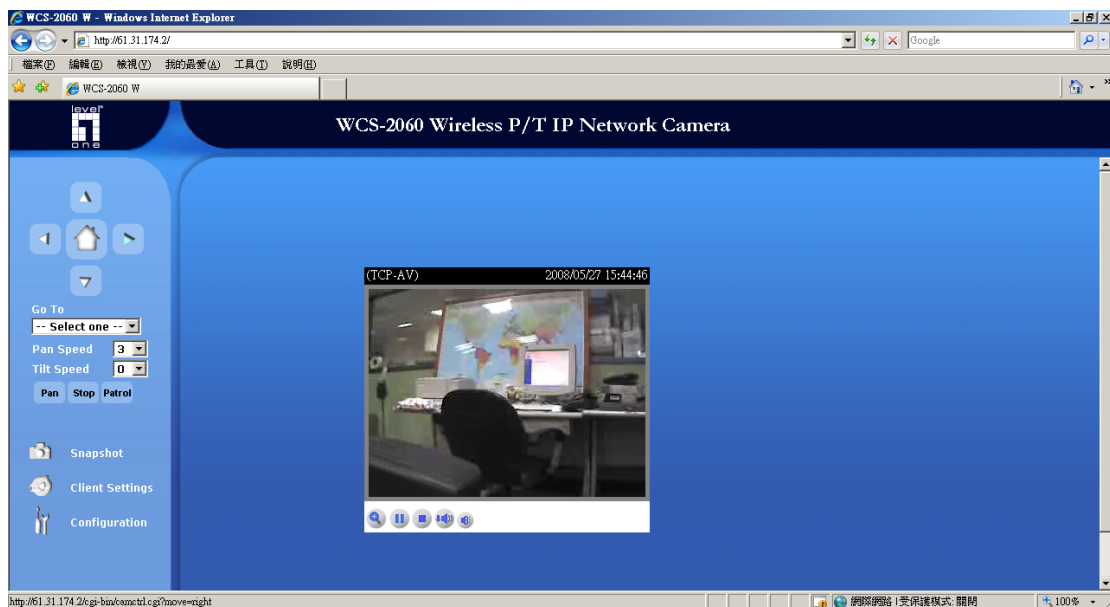 WCS-2060 W - Windows Internet Explorer
http://61.31.174.2/
Google
檔案(F) 編輯(E) 檢視(V) 我的最愛(A) 工具(T) 說明(H)
WCS-2060 W
level
one
WCS-2060 Wireless P/T IP Network Camera
(TCP-AV) 2008/05/27 15:44:46
Go To
-- Select one --
Pan Speed 3
Tilt Speed 0
Pan Stop Patrol
Snapshot
Client Settings
Configuration
http://61.31.174.2/cgi-bin/camctrl.cgi?move=right
網際網路 | 受保護模式: 關閉
100%